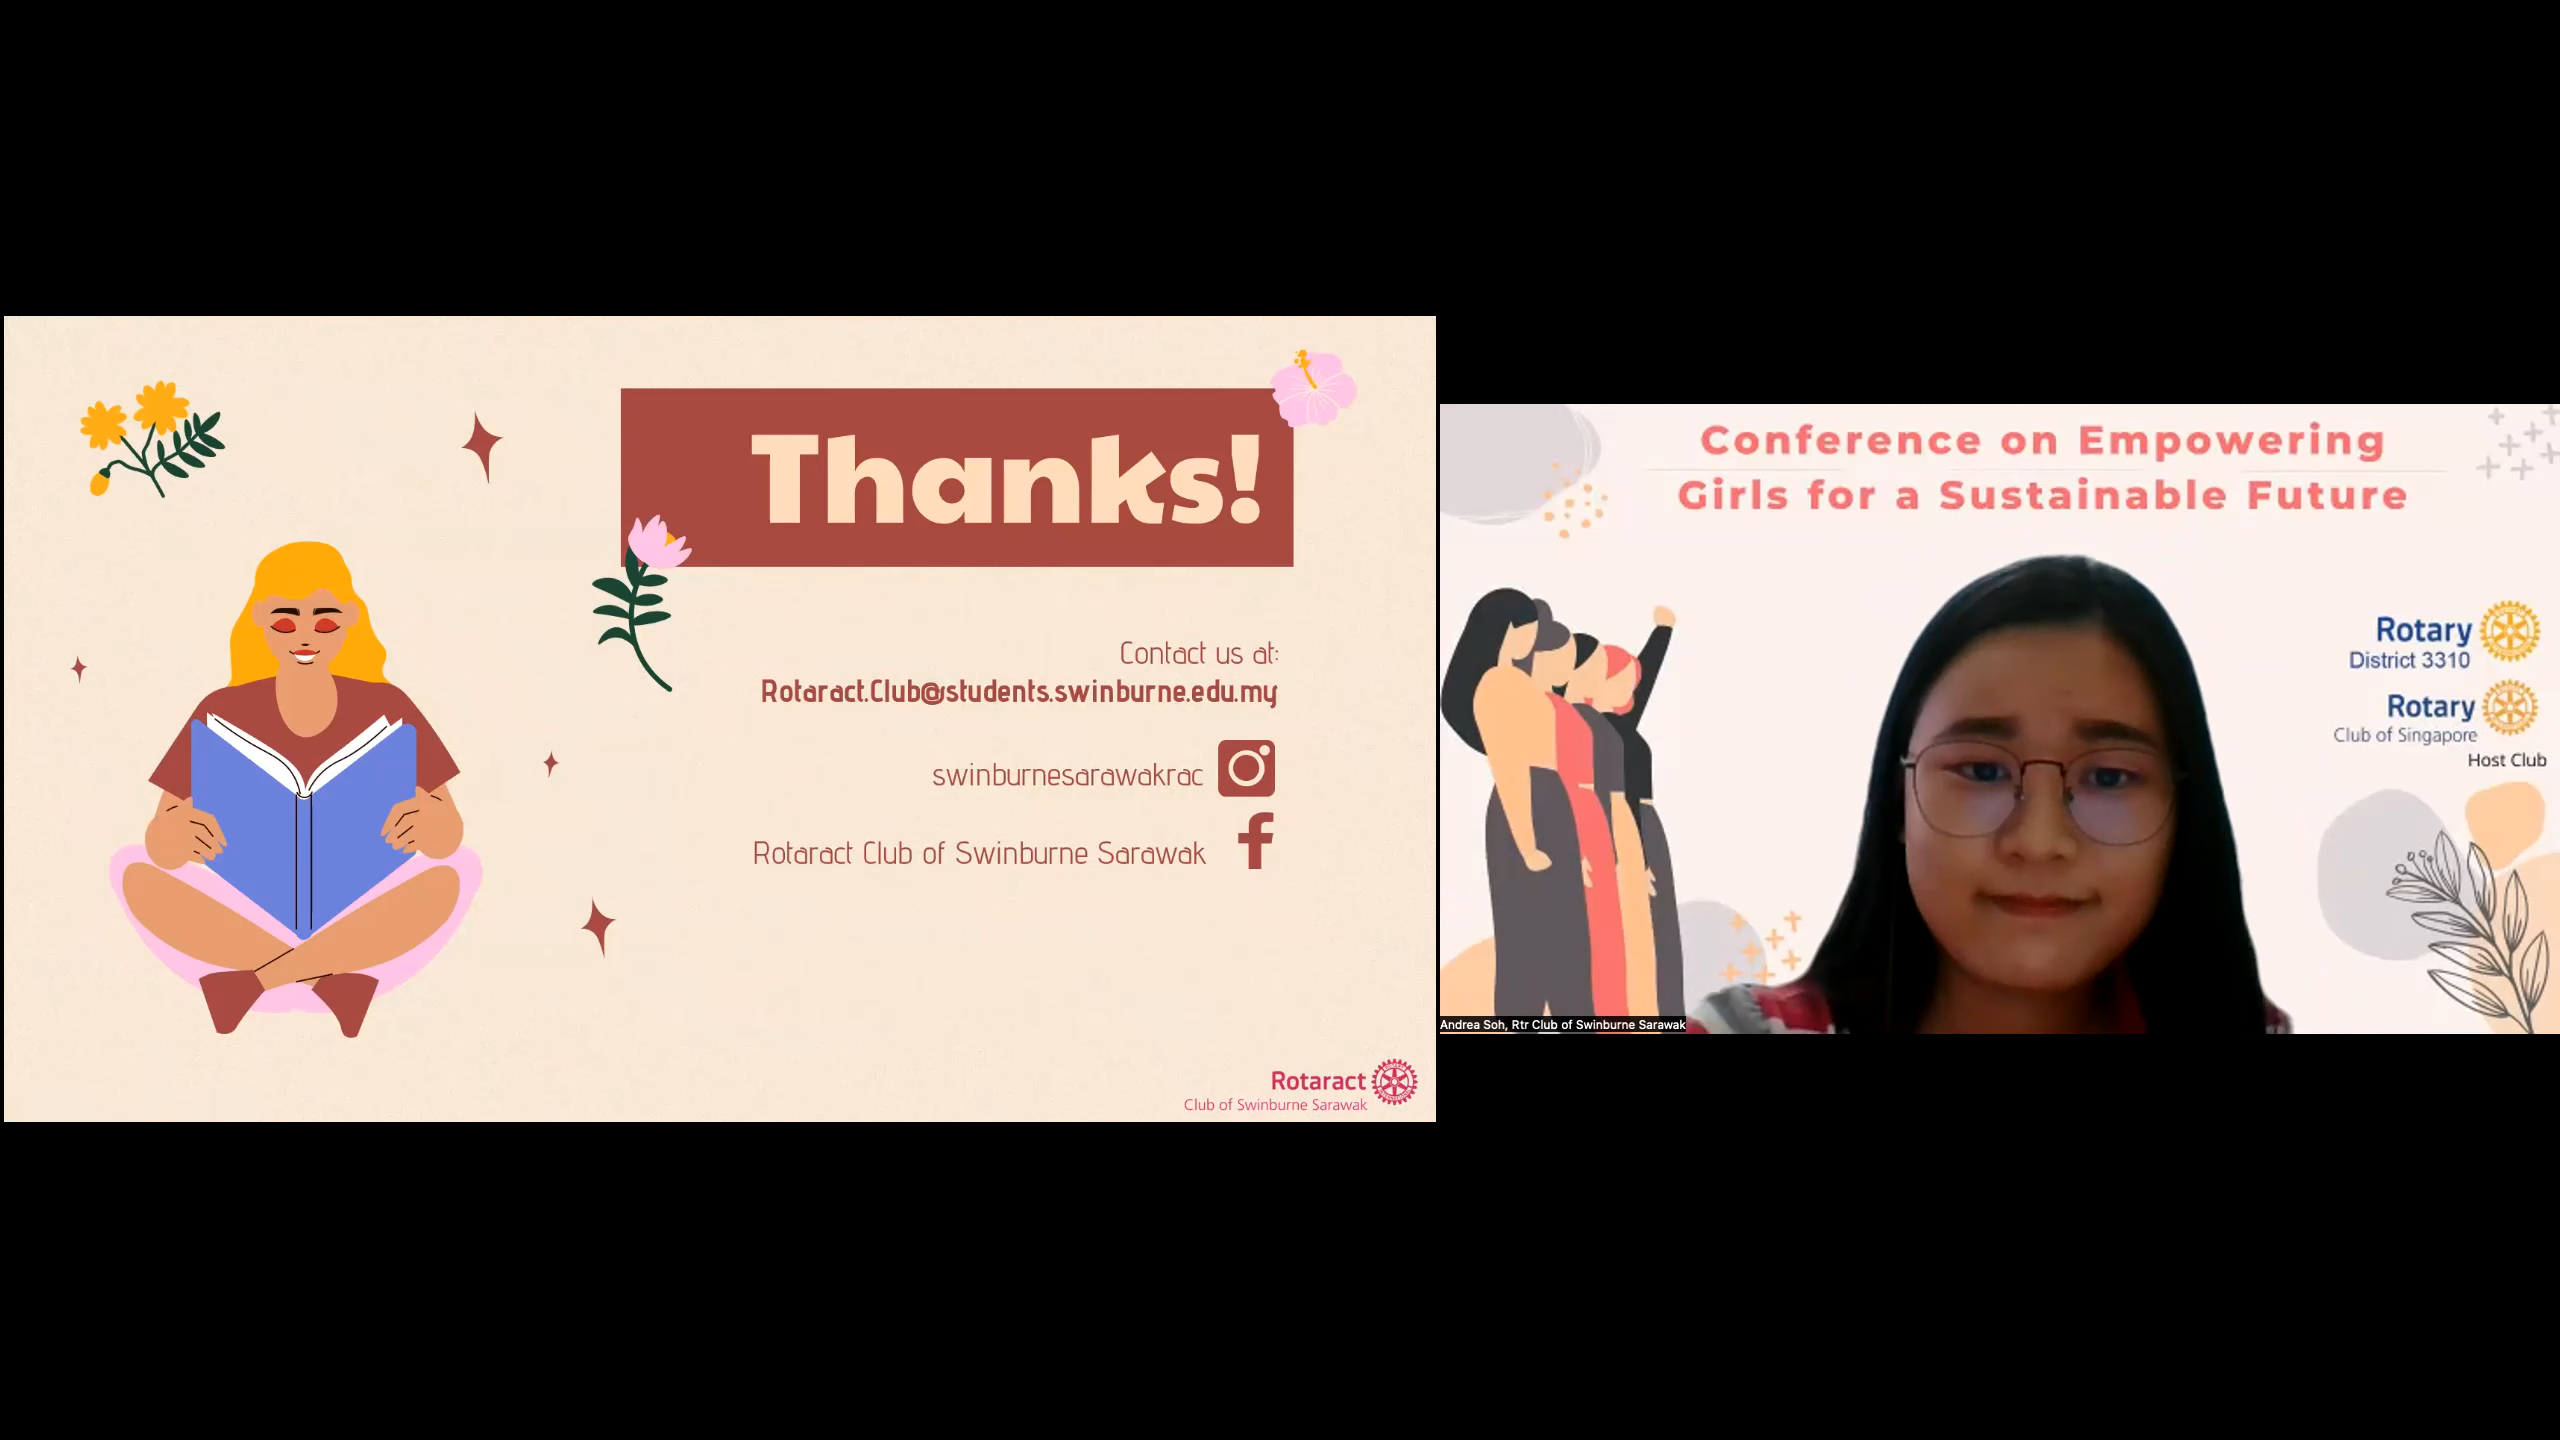 Thanks!
Contact us at:
Rotaract.Club@students.swinburne.edu.my
swinburnesarawakrac
Rotaract Club of Swinburne Sarawak
Rotaract
Club of Swinburne Sarawak
Conference on Empowering
Girls for a Sustainable Future
Rotary
District 3310
Rotary
Club of Singapore
Host Club
Andrea Soh, Rtr Club of Swinburne Sarawak